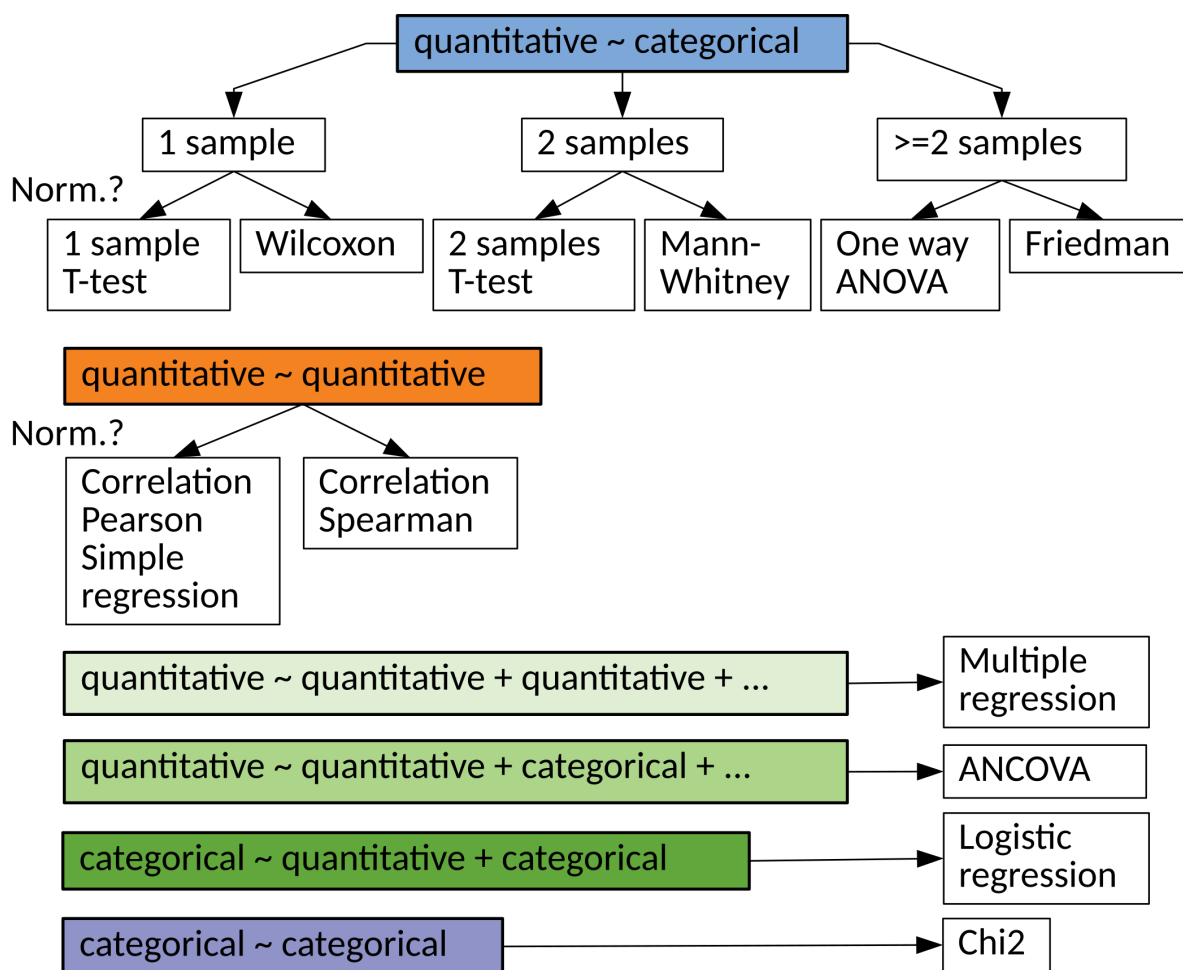 quantitative ~ categorical
1 sample
2 samples
>=2 samples
Norm.?
1 sample
T-test
Wilcoxon
2 samples
T-test
Mann-
Whitney
One way
ANOVA
Friedman
quantitative ~ quantitative
Norm.?
Correlation
Pearson
Simple
regression
Correlation
Spearman
quantitative ~ quantitative + quantitative + ...
Multiple
regression
quantitative ~ quantitative + categorical + ...
ANCOVA
categorical ~ quantitative + categorical
Logistic
regression
categorical ~ categorical
Chi2